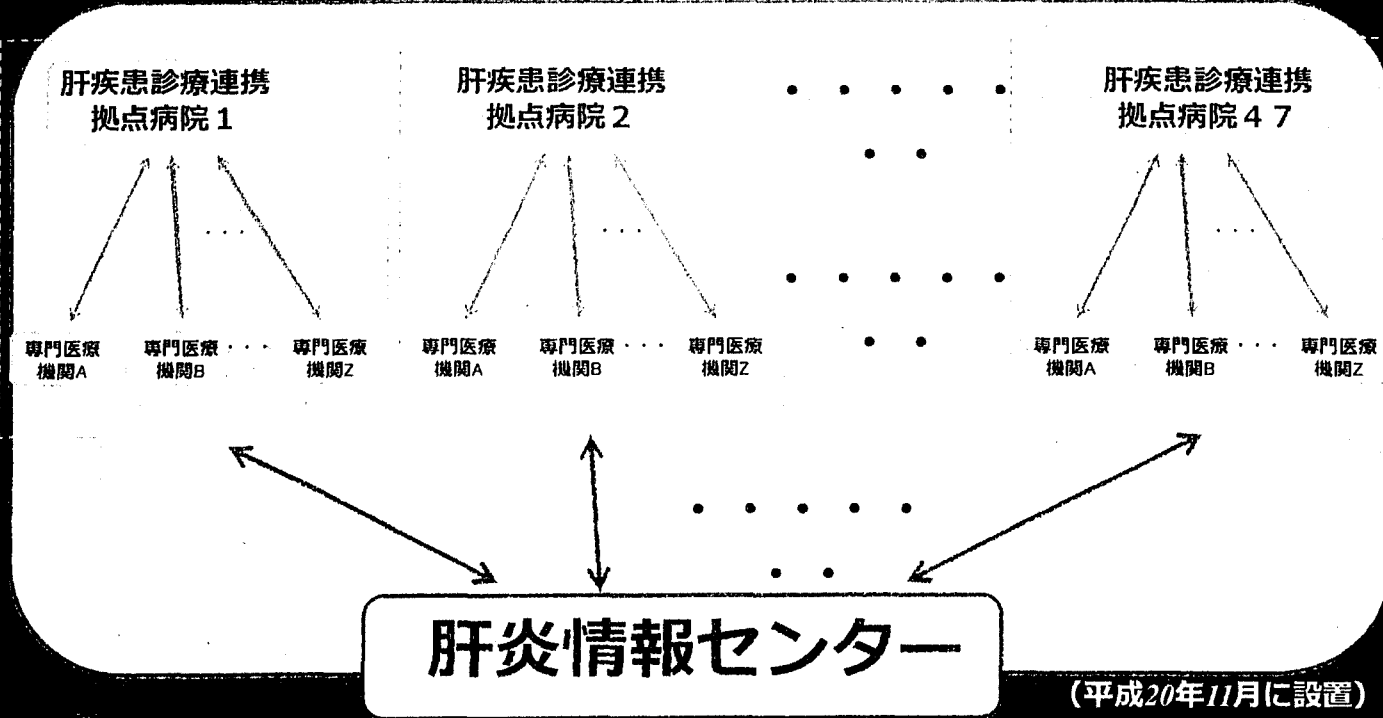 肝疾患診療連携
拠点病院1
肝疾患診療連携
拠点病院2
肝疾患診療連携
拠点病院47
専門医療
機関A
専門医療
機関B
専門医療
機関Z
専門医療
機関A
専門医療
機関B
専門医療
機関Z
専門医療
機関A
専門医療
機関B
専門医療
機関Z
肝炎情報センター
(平成20年11月に設置)